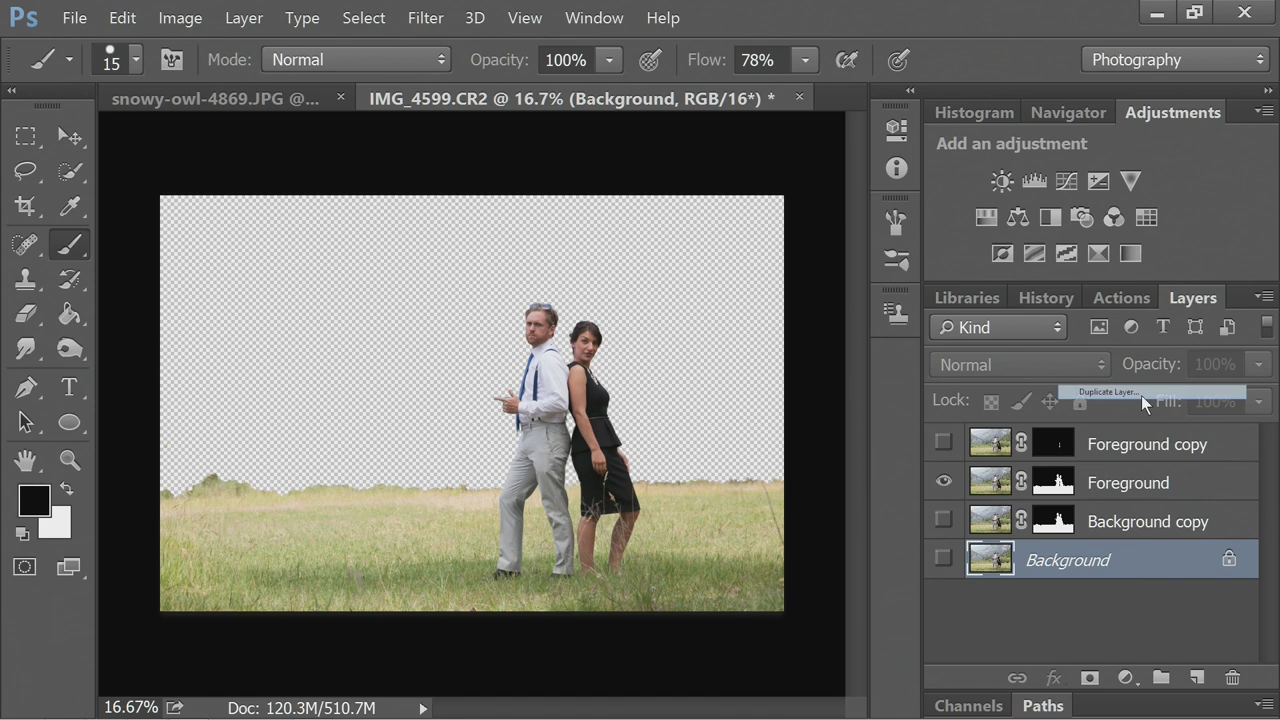 Ps File Edit Image Layer Type Select Filter 3D View Window Help
15 Mode: Normal Opacity: 100% Flow: 78% Photography
snowy-owl-4869.JPG @... × IMG_4599.CR2 @ 16.7% (Background, RGB/16*) * ×
Histogram Navigator Adjustments
Add an adjustment
Libraries History Actions Layers
Kind
Normal Opacity: 100%
Duplicate Layer...
Lock: Fill: 100%
Foreground copy
Foreground
Background copy
Background
T
16.67% Doc: 120.3M/510.7M
Channels Paths